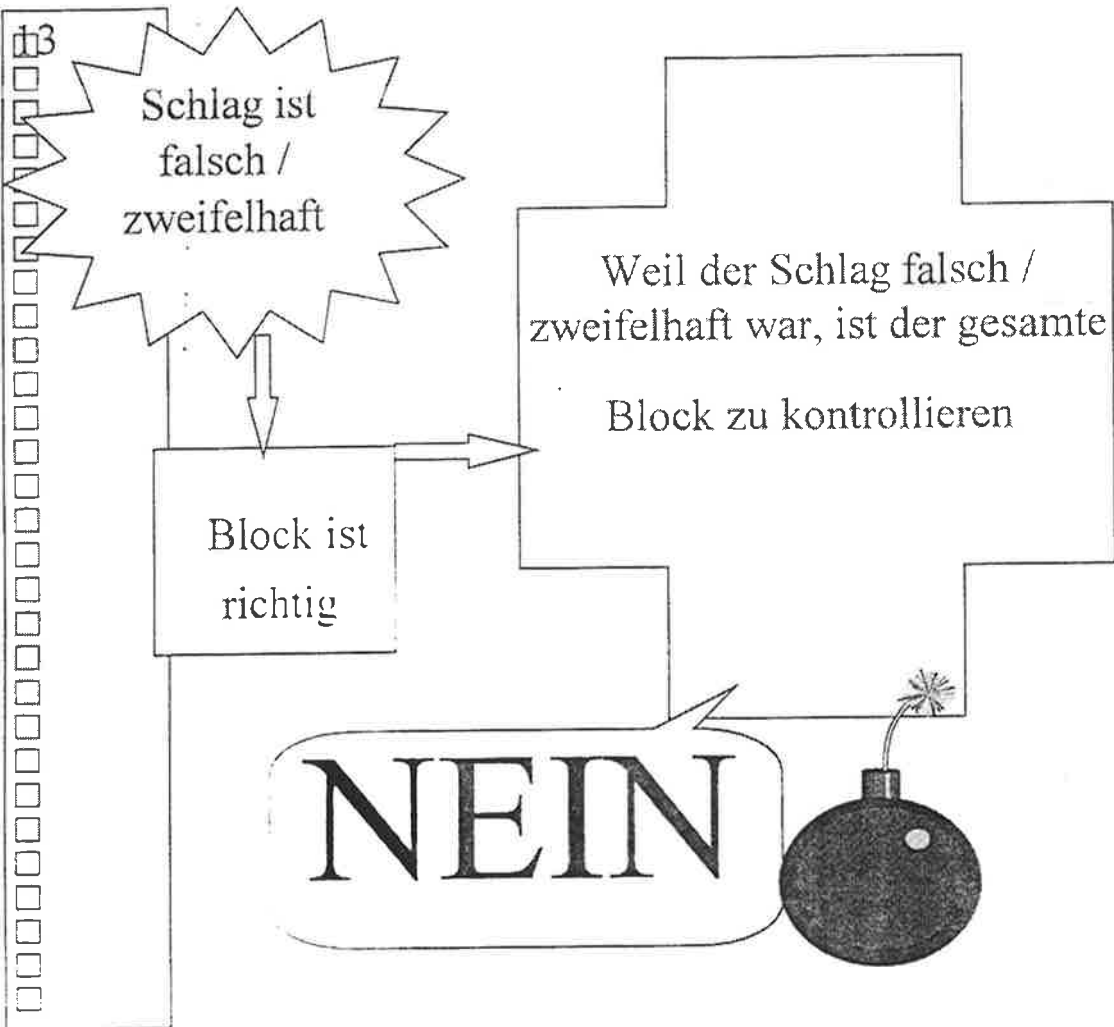 13
Schlag ist
falsch /
zweifelhaft
Weil der Schlag falsch /
zweifelhaft war, ist der gesamte
Block zu kontrollieren
Block ist
richtig
NEIN